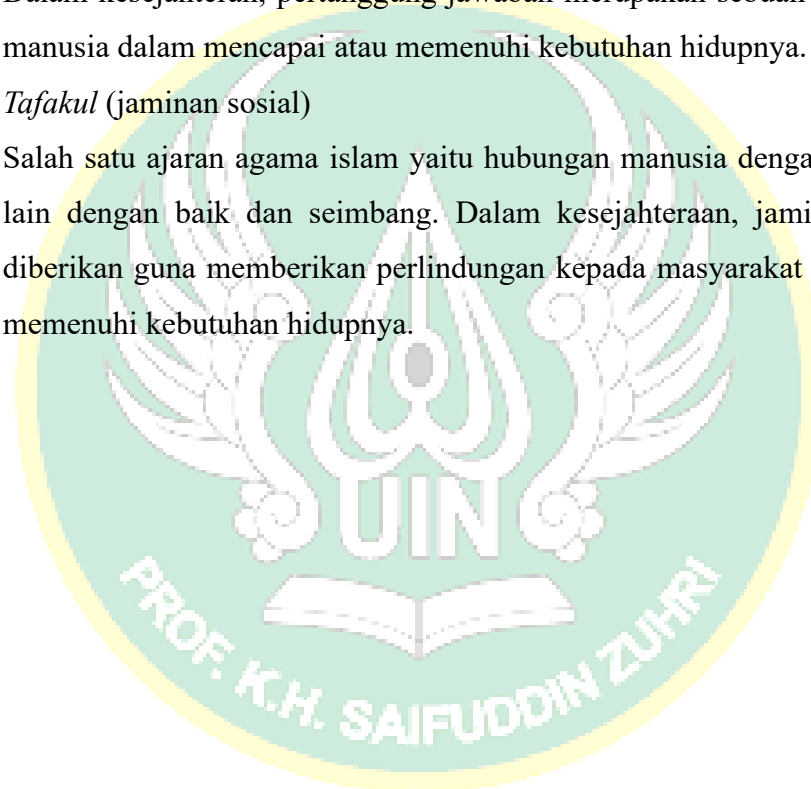 Dalam kesejahteran, pertanggung jawaban merupakan sebuah
manusia dalam mencapai atau memenuhi kebutuhan hidupnya.
Tafakul (jaminan sosial)
Salah satu ajaran agama islam yaitu hubungan manusia denga
lain dengan baik dan seimbang. Dalam kesejahteraan, jami
diberikan guna memberikan perlindungan kepada masyarakat
memenuhi kebutuhan hidupnya.
UIN
PROF. K.H. SAIFUDDIN ZUHRI